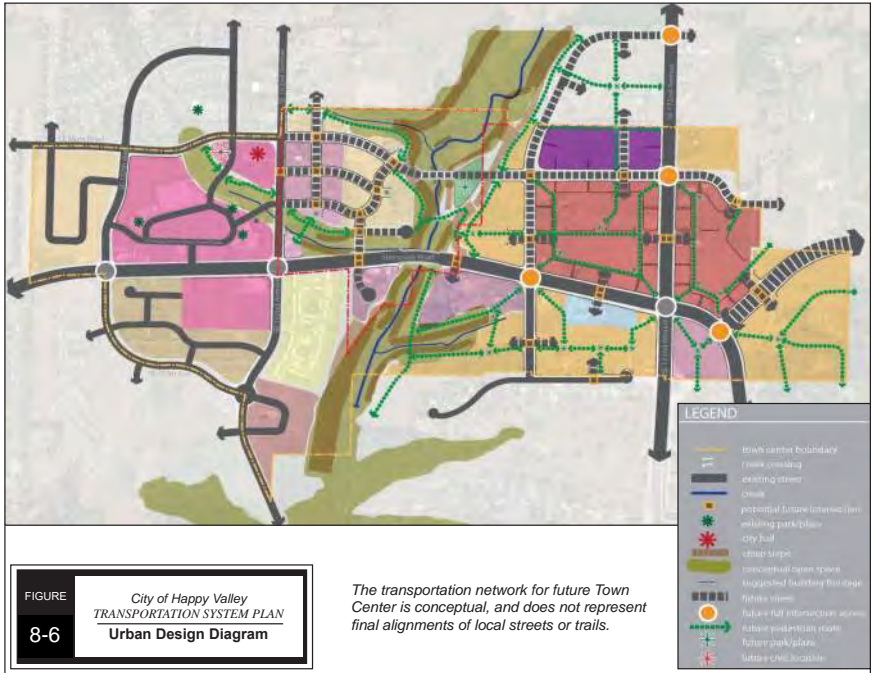 LEGEND
town center boundary
creek crossing
existing street
creek
potential future intersection
existing park/plaza
city hall
steep slope
conceptual open space
suggested building frontage
future street
future full intersection access
future pedestrian route
future park/plaza
future civic location
FIGURE
8-6
City of Happy Valley
TRANSPORTATION SYSTEM PLAN
Urban Design Diagram
The transportation network for future Town
Center is conceptual, and does not represent
final alignments of local streets or trails.